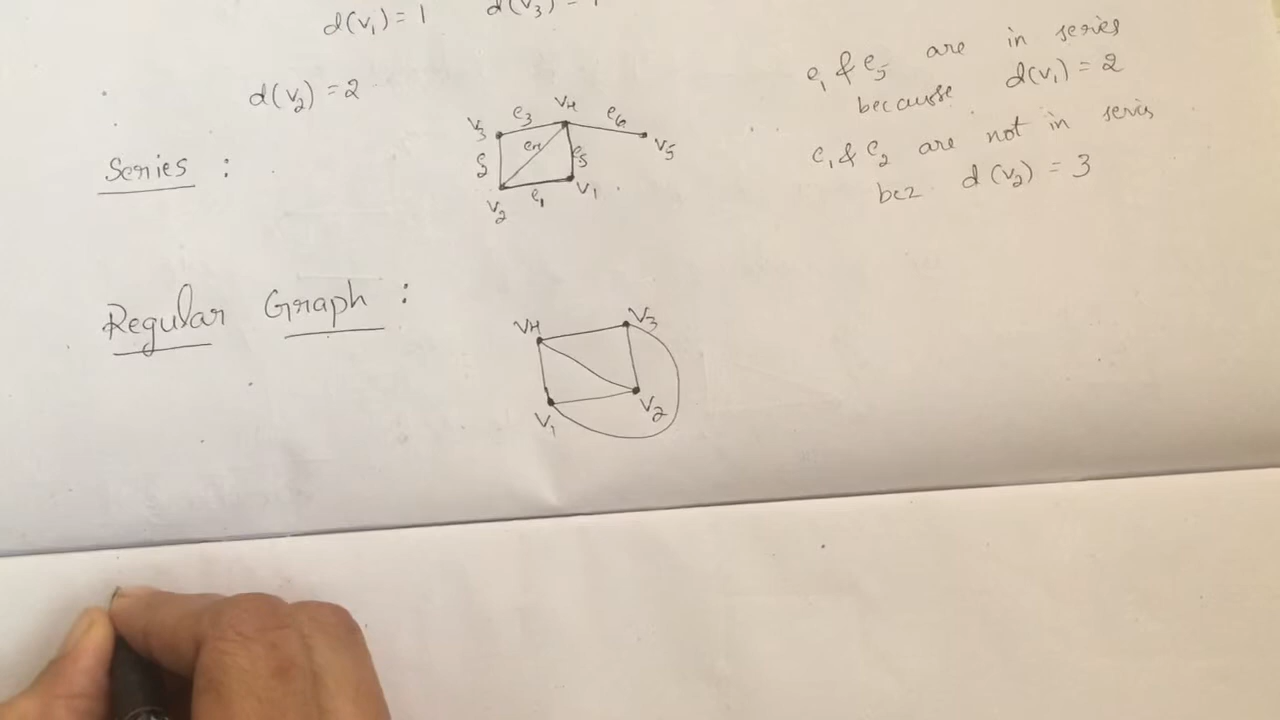 d(v₁) = 1 d(v₃) = 1
d(v₂) = 2
Series :
v₃ e₃ v₄ e₆ v₅
e₂ e₄ e₅
v₂ e₁ v₁
e₁ & e₅ are in series
because d(v₁) = 2
e₁ & e₂ are not in series
bcz d(v₂) = 3
Regular Graph :
v₄ v₃
v₁ v₂